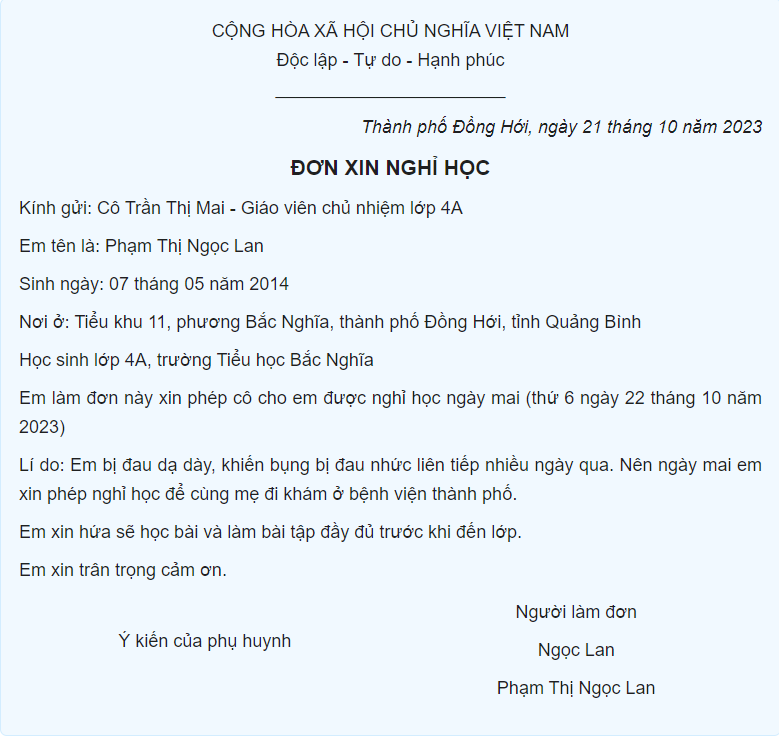 CỘNG HÒA XÃ HỘI CHỦ NGHĨA VIỆT NAM
Độc lập - Tự do - Hạnh phúc
Thành phố Đồng Hới, ngày 21 tháng 10 năm 2023
ĐƠN XIN NGHỈ HỌC
Kính gửi: Cô Trần Thị Mai - Giáo viên chủ nhiệm lớp 4A
Em tên là: Phạm Thị Ngọc Lan
Sinh ngày: 07 tháng 05 năm 2014
Nơi ở: Tiểu khu 11, phương Bắc Nghĩa, thành phố Đồng Hới, tỉnh Quảng Bình
Học sinh lớp 4A, trường Tiểu học Bắc Nghĩa
Em làm đơn này xin phép cô cho em được nghỉ học ngày mai (thứ 6 ngày 22 tháng 10 năm
2023)
Lí do: Em bị đau dạ dày, khiến bụng bị đau nhức liên tiếp nhiều ngày qua. Nên ngày mai em
xin phép nghỉ học để cùng mẹ đi khám ở bệnh viện thành phố.
Em xin hứa sẽ học bài và làm bài tập đầy đủ trước khi đến lớp.
Em xin trân trọng cảm ơn.
Người làm đơn
Ý kiến của phụ huynh
Ngọc Lan
Phạm Thị Ngọc Lan